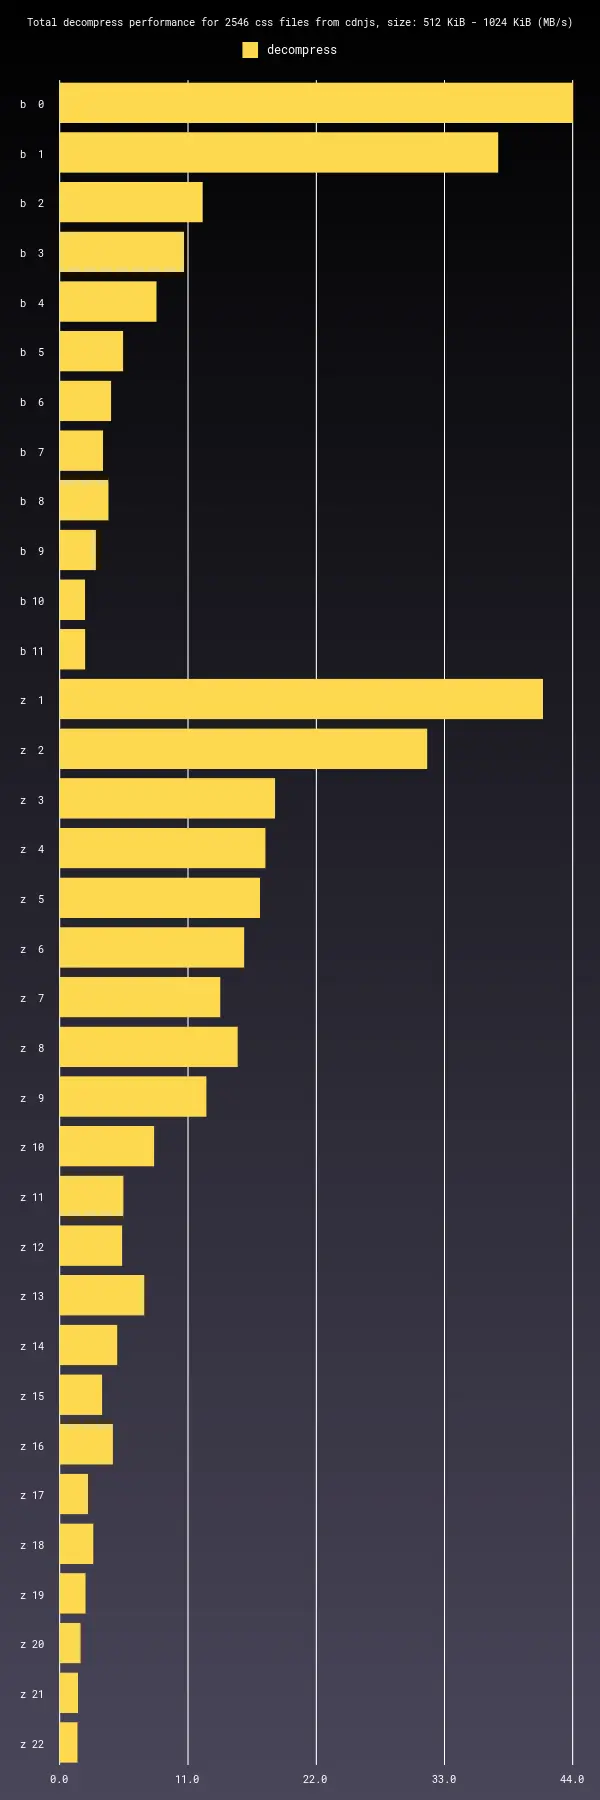 Total decompress performance for 2546 css files from cdnjs, size: 512 KiB - 1024 KiB (MB/s)
decompress
b 0
b 1
b 2
b 3
b 4
b 5
b 6
b 7
b 8
b 9
b 10
b 11
z 1
z 2
z 3
z 4
z 5
z 6
z 7
z 8
z 9
z 10
z 11
z 12
z 13
z 14
z 15
z 16
z 17
z 18
z 19
z 20
z 21
z 22
0.0 11.0 22.0 33.0 44.0